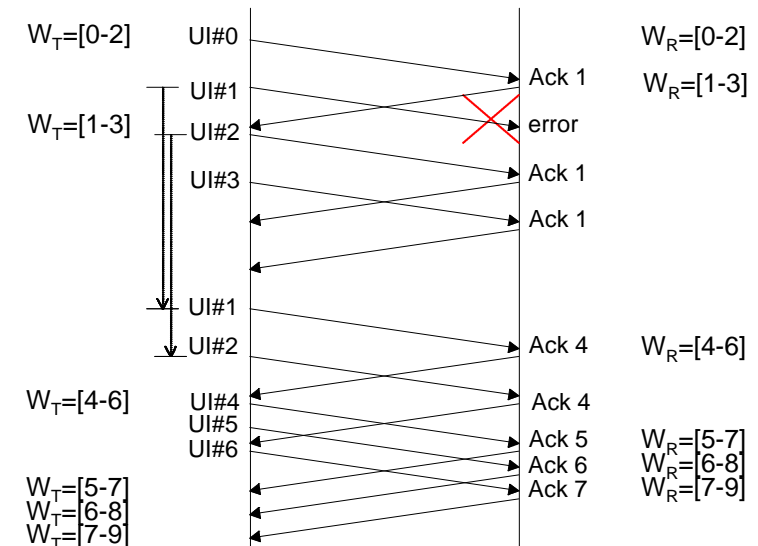 W_T=[0-2] UI#0 W_R=[0-2]
Ack 1 W_R=[1-3]
UI#1
W_T=[1-3] UI#2 error
Ack 1
UI#3
Ack 1
UI#1
UI#2 Ack 4 W_R=[4-6]
W_T=[4-6] UI#4 Ack 4
UI#5
UI#6 Ack 5 W_R=[5-7]
Ack 6 W_R=[6-8]
W_T=[5-7] Ack 7 W_R=[7-9]
W_T=[6-8]
W_T=[7-9]